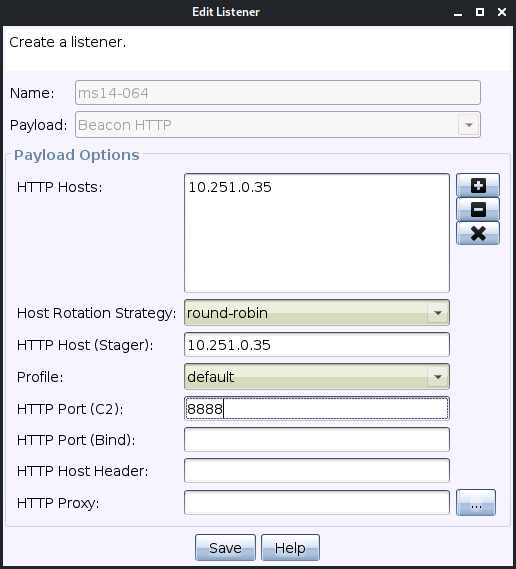 Edit Listener
Create a listener.
Name: ms14-064
Payload: Beacon HTTP
Payload Options
HTTP Hosts: 10.251.0.35
Host Rotation Strategy: round-robin
HTTP Host (Stager): 10.251.0.35
Profile: default
HTTP Port (C2): 8888
HTTP Port (Bind):
HTTP Host Header:
HTTP Proxy: ...
Save Help